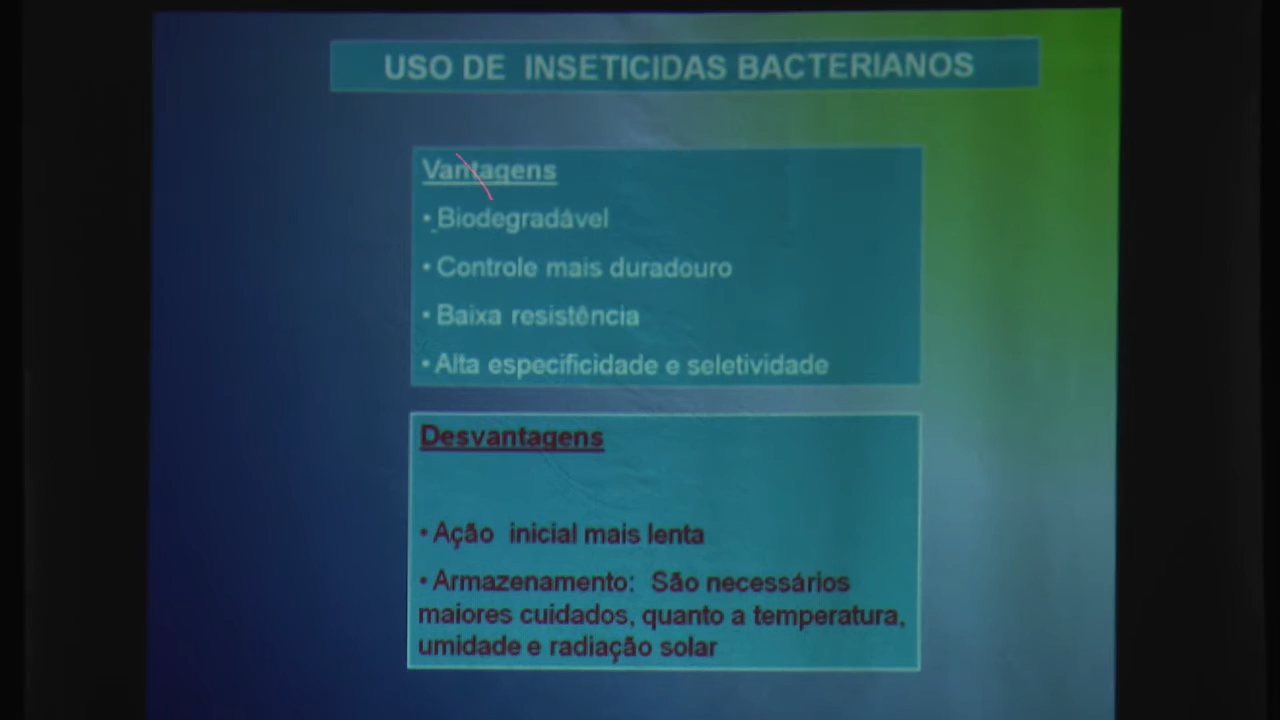 USO DE INSETICIDAS BACTERIANOS
Vantagens
• Biodegradável
• Controle mais duradouro
• Baixa resistência
• Alta especificidade e seletividade
Desvantagens
• Ação inicial mais lenta
• Armazenamento: São necessários
maiores cuidados, quanto a temperatura,
umidade e radiação solar